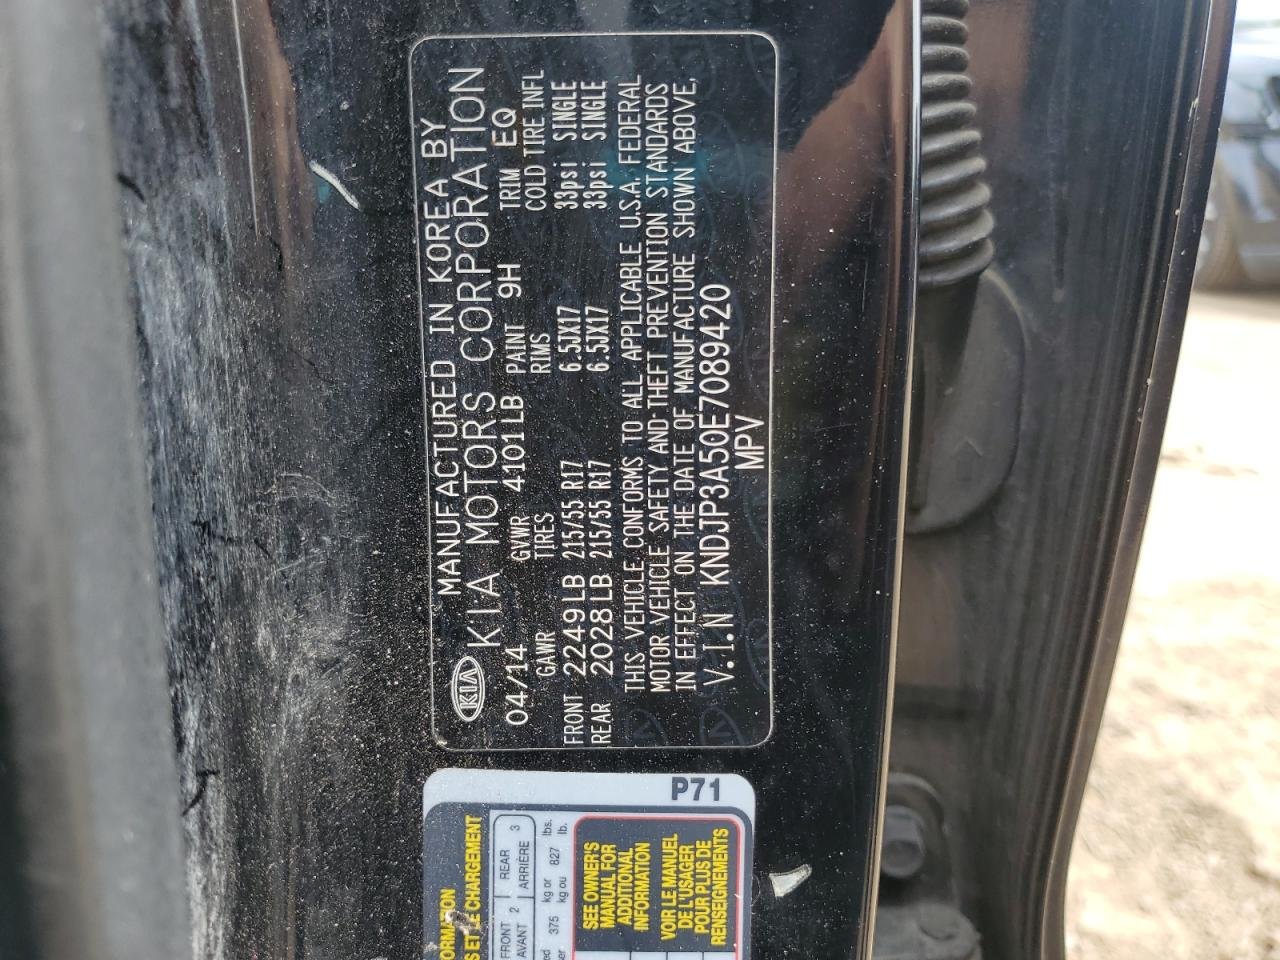 MANUFACTURED IN KOREA BY
KIA KIA MOTORS CORPORATION
04/14 GVWR 4101LB PAINT 9H TRIM EQ
GAWR TIRES RIMS COLD TIRE INFL
FRONT 2249LB 215/55 R17 6.5JX17 33psi SINGLE
REAR 2028LB 215/55 R17 6.5JX17 33psi SINGLE
THIS VEHICLE CONFORMS TO ALL APPLICABLE U.S.A. FEDERAL
MOTOR VEHICLE SAFETY AND THEFT PREVENTION STANDARDS
IN EFFECT ON THE DATE OF MANUFACTURE SHOWN ABOVE,
V.I.N KNDJP3A50E7089420
MPV
P71
ET LE CHARGEMENT
FRONT 2 REAR 3
AVANT ARRIÈRE
375 kg or 827 lbs.
kg ou lb.
SEE OWNER'S
MANUAL FOR
ADDITIONAL
INFORMATION
VOIR LE MANUEL
DE L'USAGER
POUR PLUS DE
RENSEIGNEMENTS